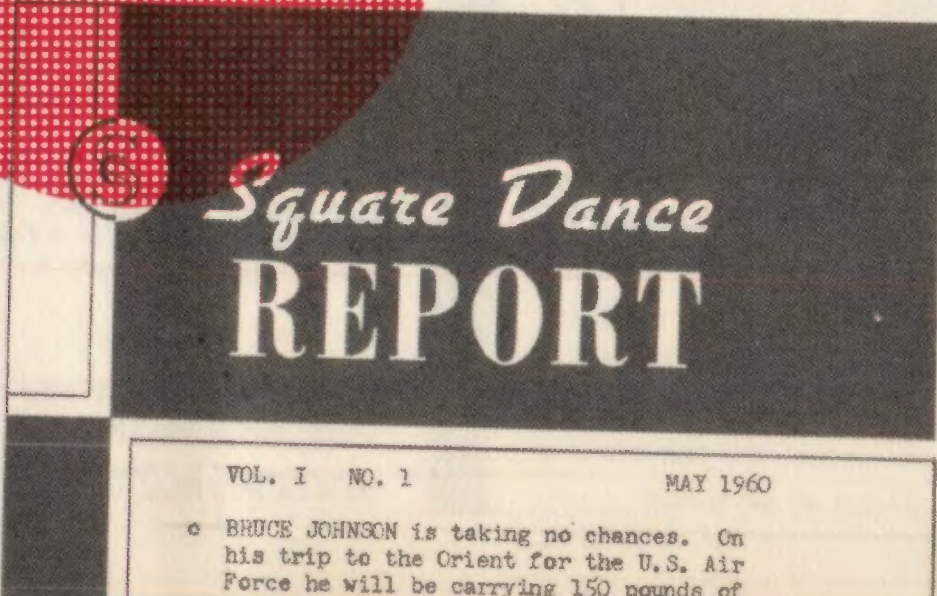 S
Square Dance
REPORT
VOL. I NO. 1 MAY 1960
BRUCE JOHNSON is taking no chances. On
his trip to the Orient for the U.S. Air
Force he will be carrying 150 pounds of